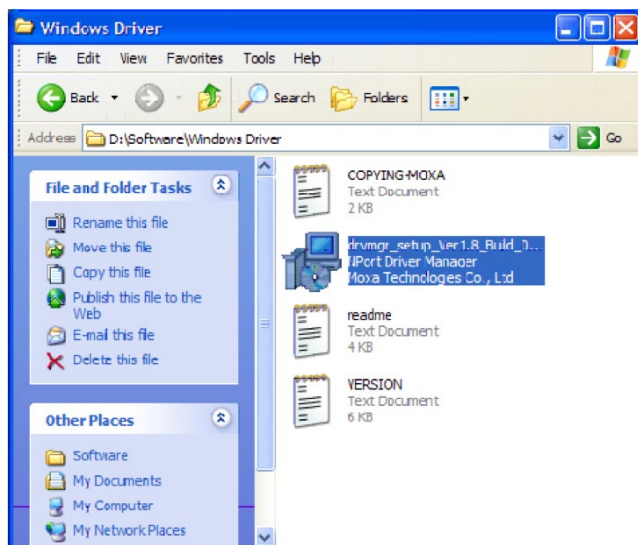 Windows Driver
File Edit View Favorites Tools Help
Back Search Folders
Address D:\Software\Windows Driver Go
File and Folder Tasks
Rename this file
Move this file
Copy this file
Publish this file to the
Web
E-mail this file
Delete this file
Other Places
Software
My Documents
My Computer
My Network Places
COPYING-MOXA
Text Document
2 KB
drvmgr_setup_Ver1.8_Build_0...
NPort Driver Manager
Moxa Technologes Co., Ltd
readme
Text Document
4 KB
VERSION
Text Document
6 KB